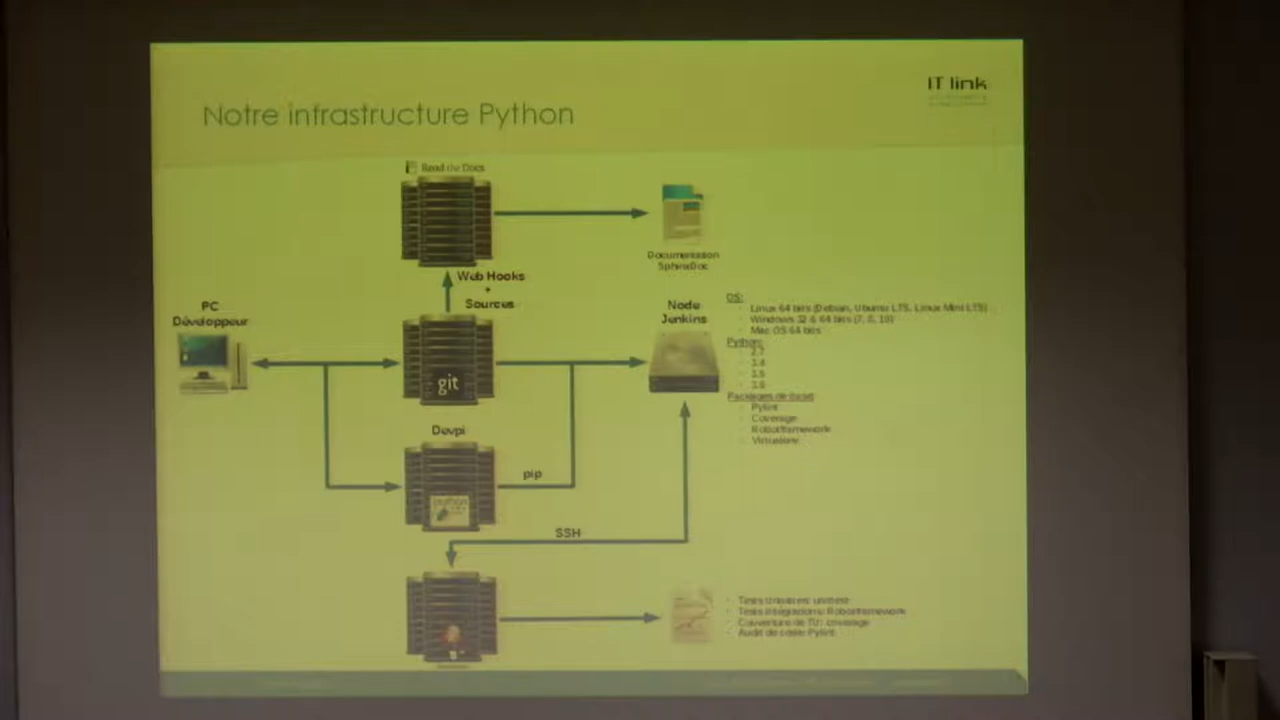 IT link
Notre infrastructure Python
Read the Docs
Documentation
SphinxDoc
Web Hooks
+
Sources
PC
Développeur
Node
Jenkins
git
Devpi
python
pip
SSH
OS:
Linux 64 bits (Debian, Ubuntu LTS, Linux Mint LTS)
Windows 32 & 64 bits (7, 8, 10)
Mac OS 64 bits
Python:
2.7
3.4
3.5
3.6
Packages de base:
Pylint
Coverage
Robotframework
Virtualenv
Tests Unitaires: unittest
Tests Intégrations: Robotframework
Couverture de TU: coverage
Audit de code: Pylint